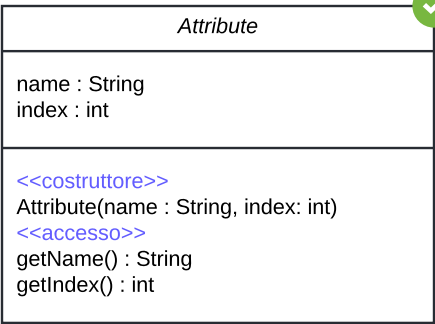 Attribute
name : String
index : int
<<costruttore>>
Attribute(name : String, index: int)
<<accesso>>
getName() : String
getIndex() : int